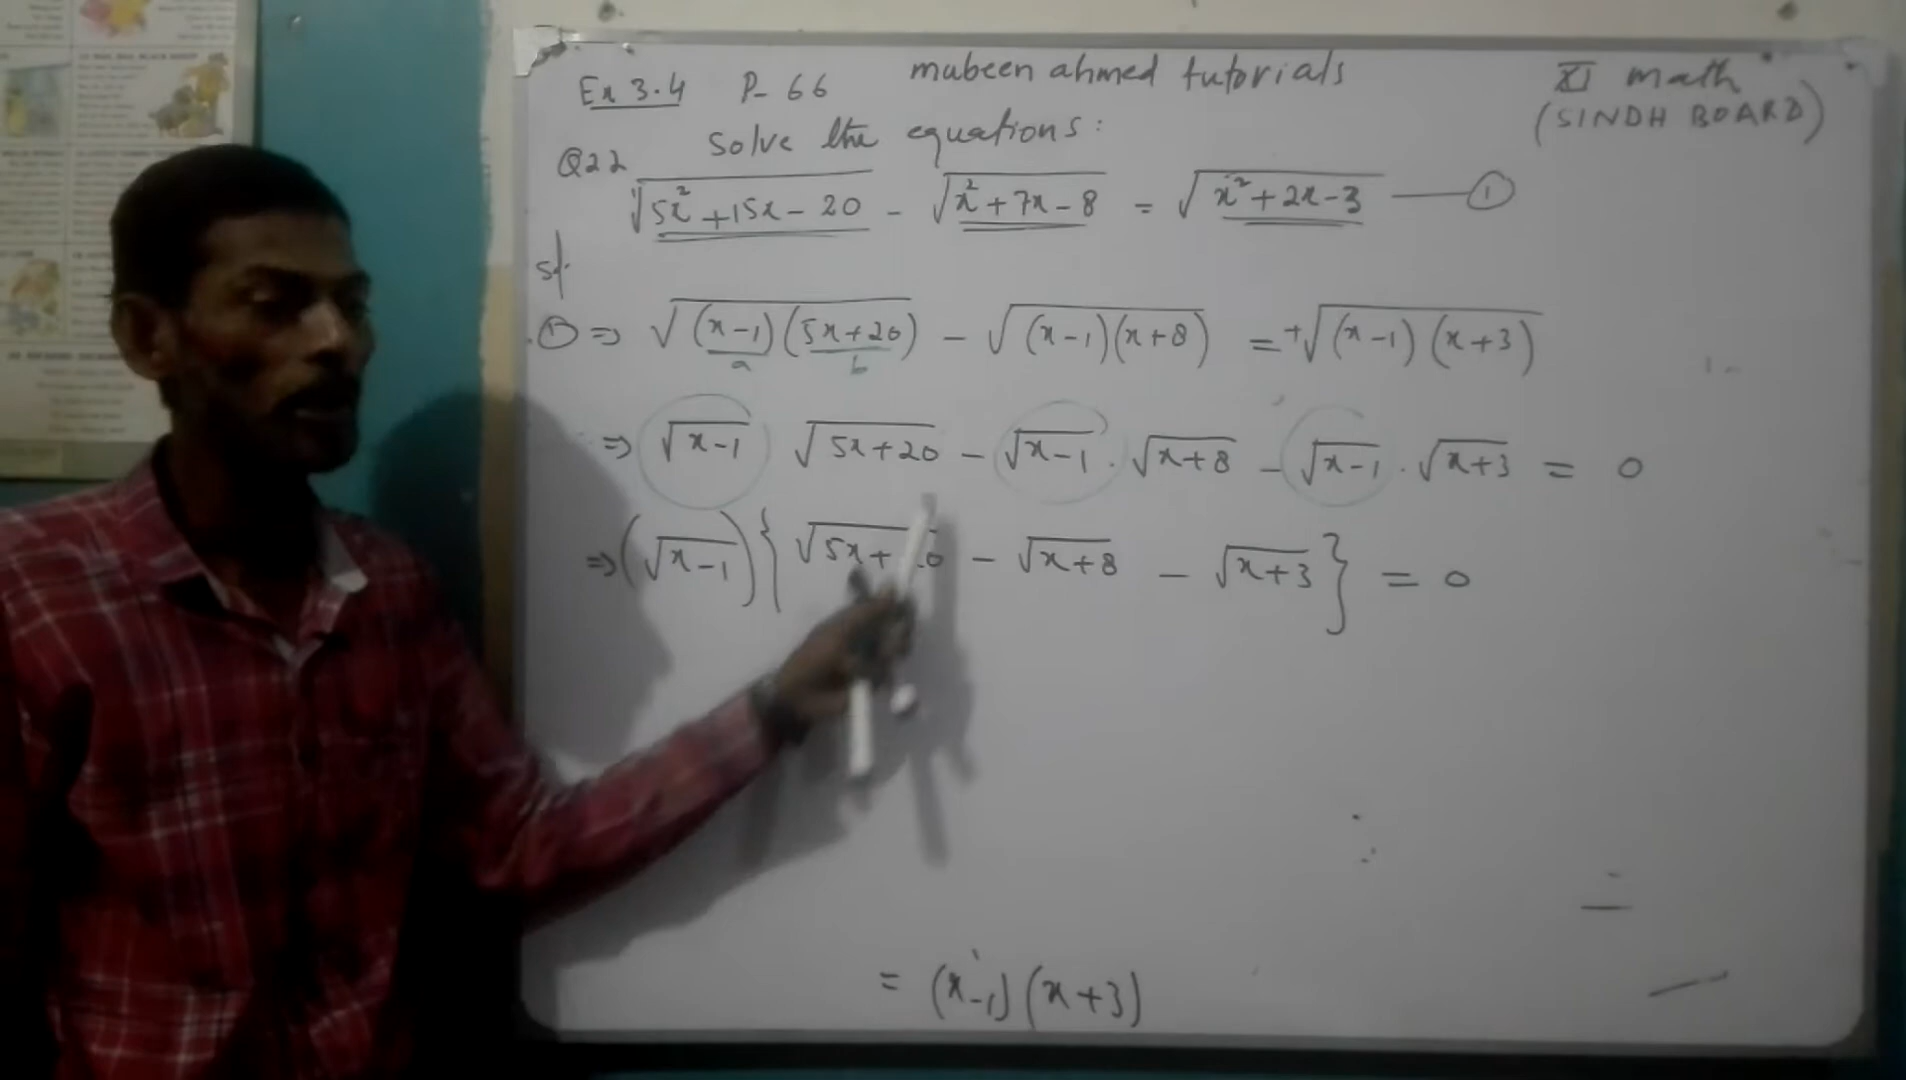 Ex 3.4 P- 66 mubeen ahmed tutorials XI math
(SINDH BOARD)
Q22 Solve the equations:
√(5x²+15x-20) - √(x²+7x-8) = √(x²+2x-3) —— ①
Sol.
① ⇒ √((x-1)(5x+20)) - √((x-1)(x+8)) = +√((x-1)(x+3))
a b
⇒ √(x-1) √(5x+20) - √(x-1) . √(x+8) - √(x-1) . √(x+3) = 0
⇒ (√(x-1)) { √(5x+20) - √(x+8) - √(x+3) } = 0
= (x-1)(x+3)